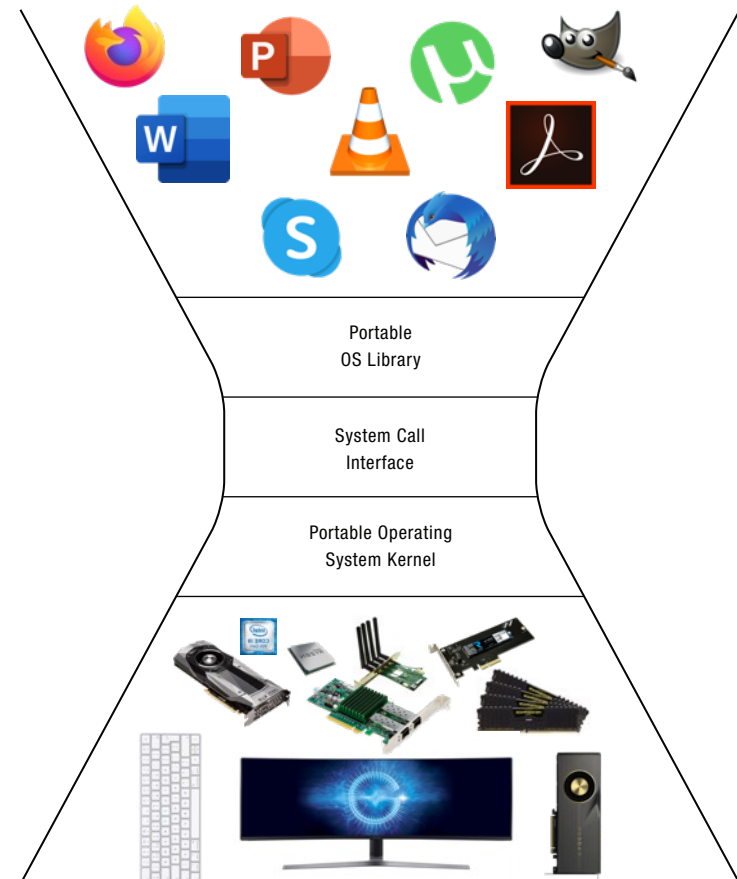 P
W
S
Portable
OS Library
System Call
Interface
Portable Operating
System Kernel